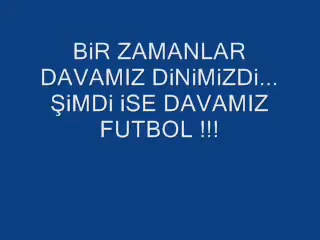 BiR ZAMANLAR
DAVAMIZ DiNiMiZDi...
ŞiMDi iSE DAVAMIZ
FUTBOL !!!